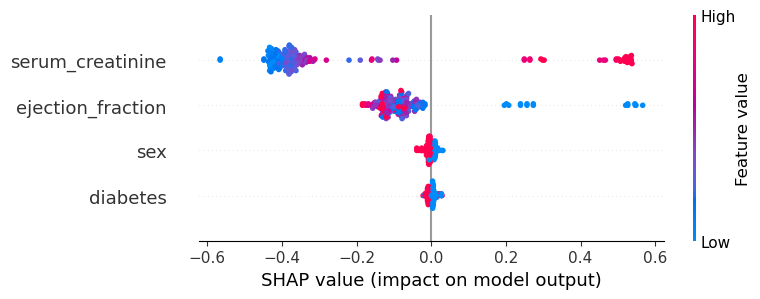 High
serum_creatinine
ejection_fraction
sex
diabetes
Feature value
Low
−0.6 −0.4 −0.2 0.0 0.2 0.4 0.6
SHAP value (impact on model output)